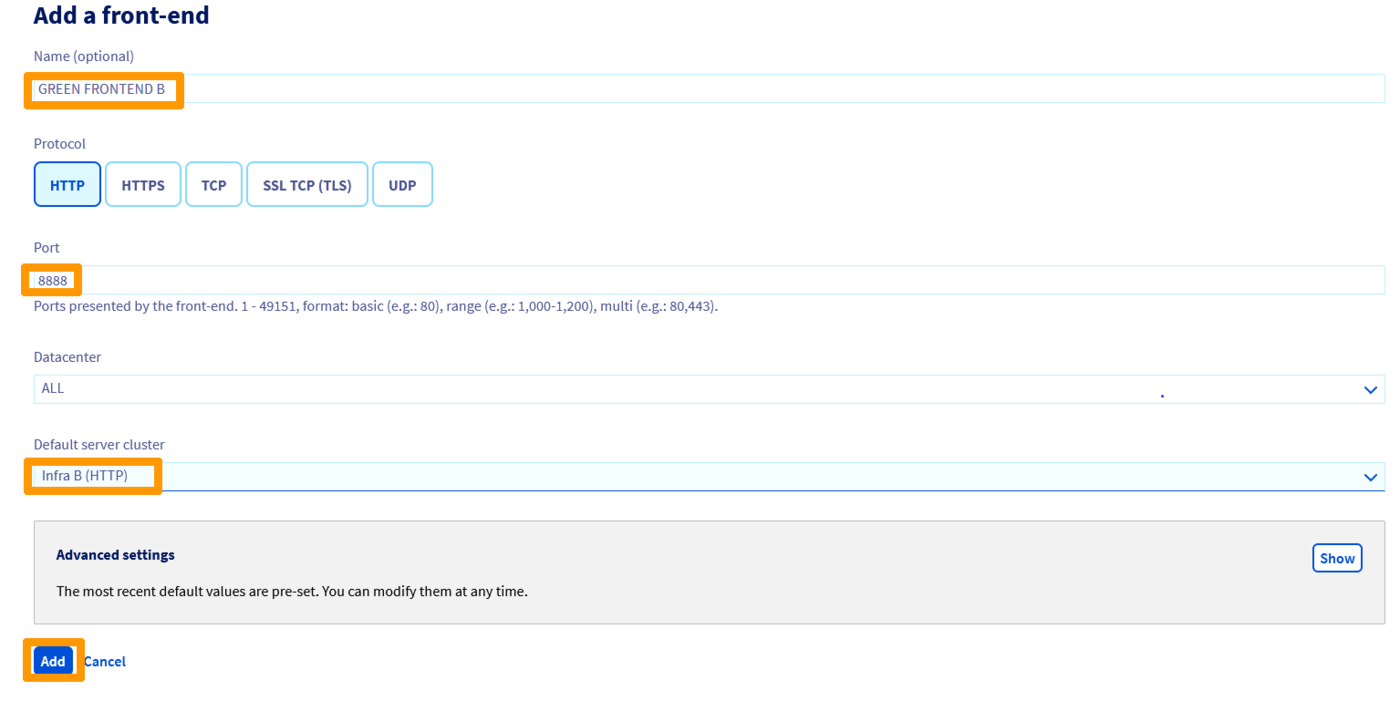 Add a front-end
Name (optional)
GREEN FRONTEND B
Protocol
HTTP HTTPS TCP SSL TCP (TLS) UDP
Port
8888
Ports presented by the front-end. 1 - 49151, format: basic (e.g.: 80), range (e.g.: 1,000-1,200), multi (e.g.: 80,443).
Datacenter
ALL
Default server cluster
Infra B (HTTP)
Advanced settings
Show
The most recent default values are pre-set. You can modify them at any time.
Add Cancel